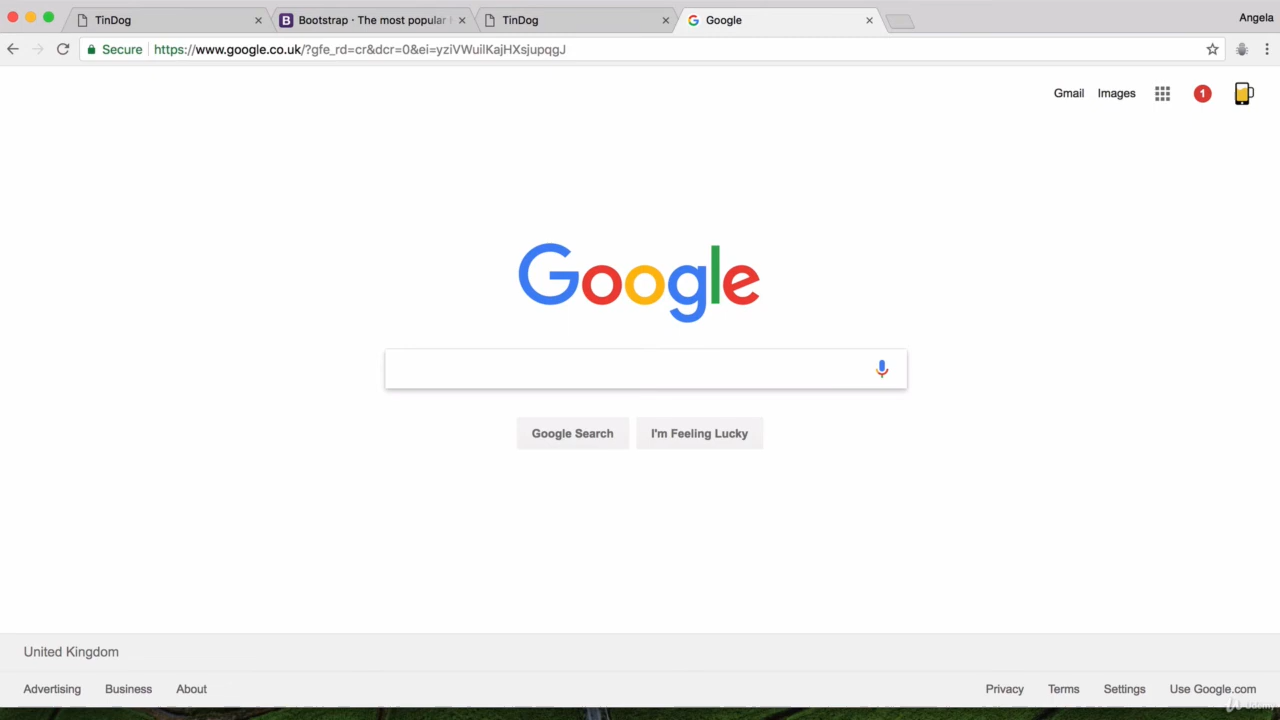 TinDog
Bootstrap · The most popular
TinDog
Google
Angela
Secure
https://www.google.co.uk/?gfe_rd=cr&dcr=0&ei=yziVWuilKajHXsjupqgJ
Gmail
Images
1
Google
Google Search
I'm Feeling Lucky
United Kingdom
Advertising
Business
About
Privacy
Terms
Settings
Use Google.com
Udemy